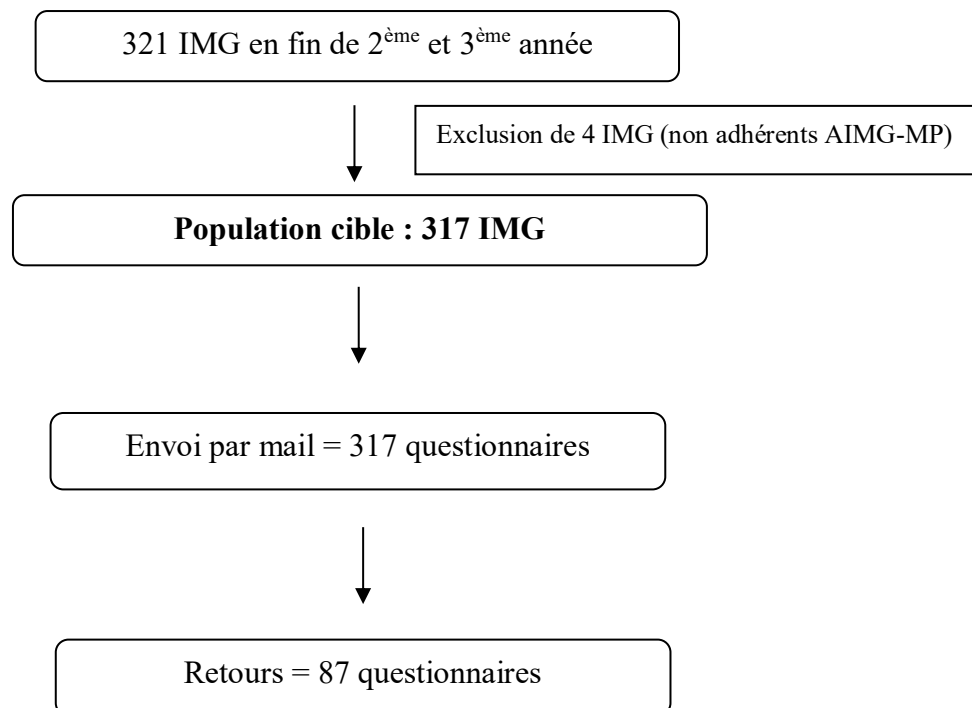 321 IMG en fin de 2ème et 3ème année
Exclusion de 4 IMG (non adhérents AIMG-MP)
Population cible : 317 IMG
Envoi par mail = 317 questionnaires
Retours = 87 questionnaires